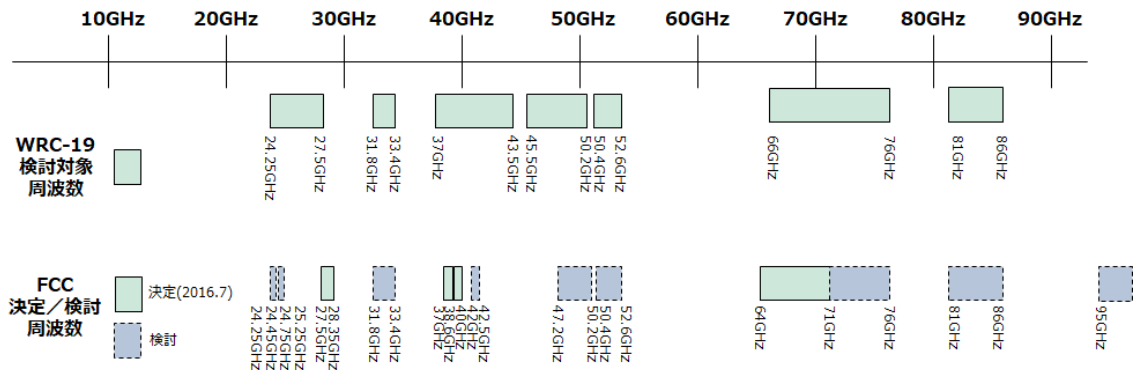 10GHz 20GHz 30GHz 40GHz 50GHz 60GHz 70GHz 80GHz 90GHz
WRC-19
検討対象
周波数
24.25GHz 27.5GHz 31.8GHz 33.4GHz 37GHz 43.5GHz 45.5GHz 50.2GHz 50.4GHz 52.6GHz 66GHz 76GHz 81GHz 86GHz
FCC
決定/検討
周波数
決定(2016.7)
検討
24.25GHz 24.45GHz 24.75GHz 25.25GHz 27.5GHz 28.35GHz 31.8GHz 33.4GHz 37GHz 38.6GHz 40GHz 42GHz 42.5GHz 47.2GHz 50.2GHz 50.4GHz 52.6GHz 64GHz 71GHz 76GHz 81GHz 86GHz 95GHz